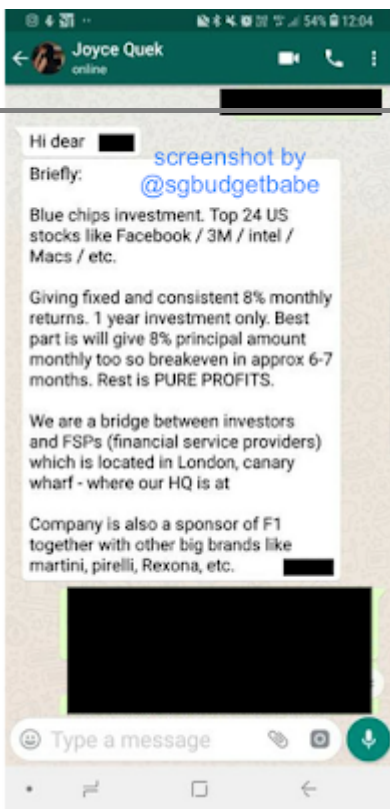 54% 12:04
Joyce Quek
online
Hi dear
screenshot by
@sgbudgetbabe
Briefly:
Blue chips investment. Top 24 US
stocks like Facebook / 3M / intel /
Macs / etc.
Giving fixed and consistent 8% monthly
returns. 1 year investment only. Best
part is will give 8% principal amount
monthly too so breakeven in approx 6-7
months. Rest is PURE PROFITS.
We are a bridge between investors
and FSPs (financial service providers)
which is located in London, canary
wharf - where our HQ is at
Company is also a sponsor of F1
together with other big brands like
martini, pirelli, Rexona, etc.
Type a message